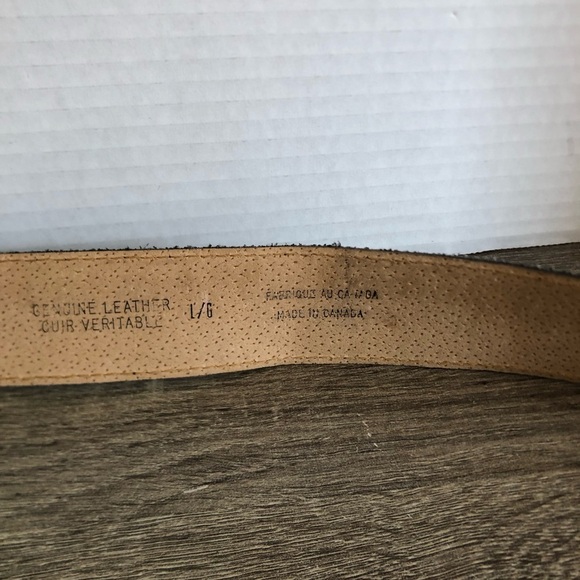 GENUINE LEATHER
CUIR VERITABLE
L/G
FABRIQUE AU CANADA
MADE IN CANADA